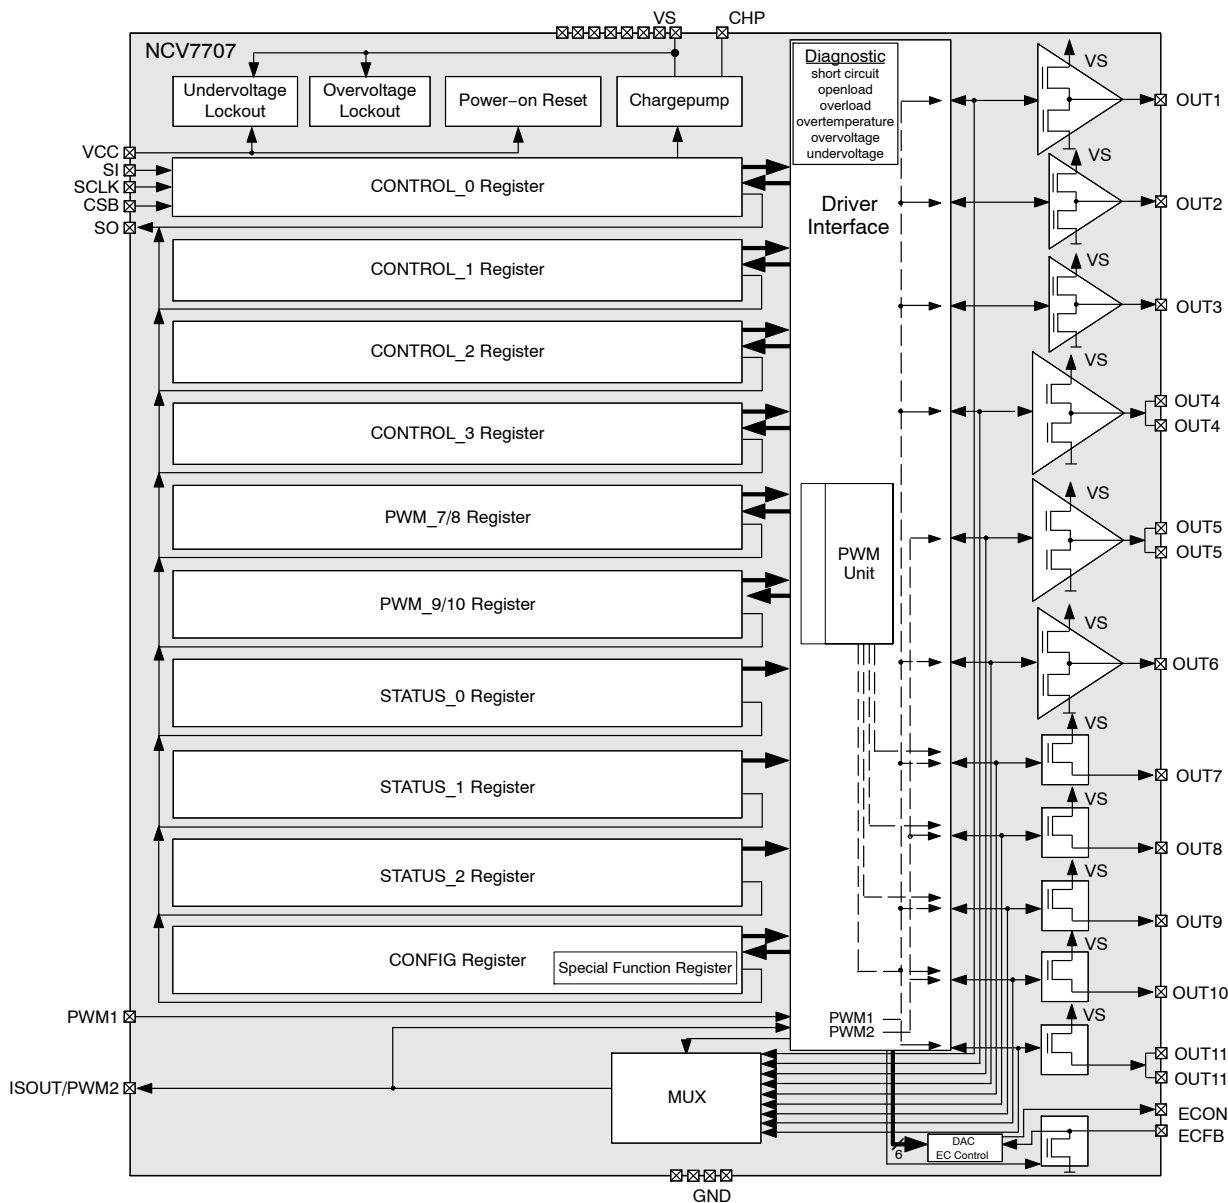 VS
CHP
NCV7707
Undervoltage
Lockout
Overvoltage
Lockout
Power−on Reset
Chargepump
Diagnostic
short circuit
openload
overload
overtemperature
overvoltage
undervoltage
Driver
Interface
VCC
SI
SCLK
CSB
SO
CONTROL_0 Register
CONTROL_1 Register
CONTROL_2 Register
CONTROL_3 Register
PWM_7/8 Register
PWM_9/10 Register
STATUS_0 Register
STATUS_1 Register
STATUS_2 Register
CONFIG Register
Special Function Register
PWM
Unit
PWM1
PWM2
PWM1
ISOUT/PWM2
MUX
6
DAC
EC Control
GND
VS
OUT1
VS
OUT2
VS
OUT3
VS
OUT4
OUT4
VS
OUT5
OUT5
VS
OUT6
VS
OUT7
VS
OUT8
VS
OUT9
VS
OUT10
VS
OUT11
OUT11
ECON
ECFB